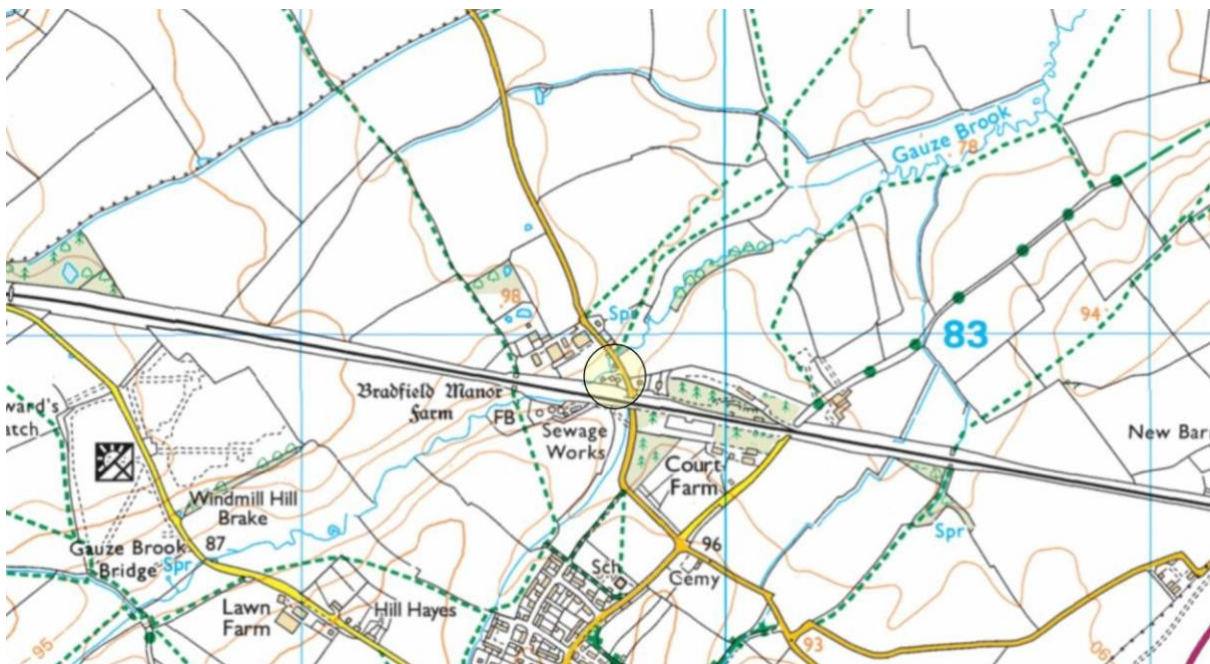 Gauze Brook
78
98
Spr
94
83
Bradfield Manor
Farm
FB
Sewage
Works
ward's
atch
New Bar
Court
Farm
Windmill Hill
Brake
Gauze Brook
Bridge
Spr
87
96
Sch
Cemy
Spr
Lawn
Farm
Hill Hayes
95
93
90